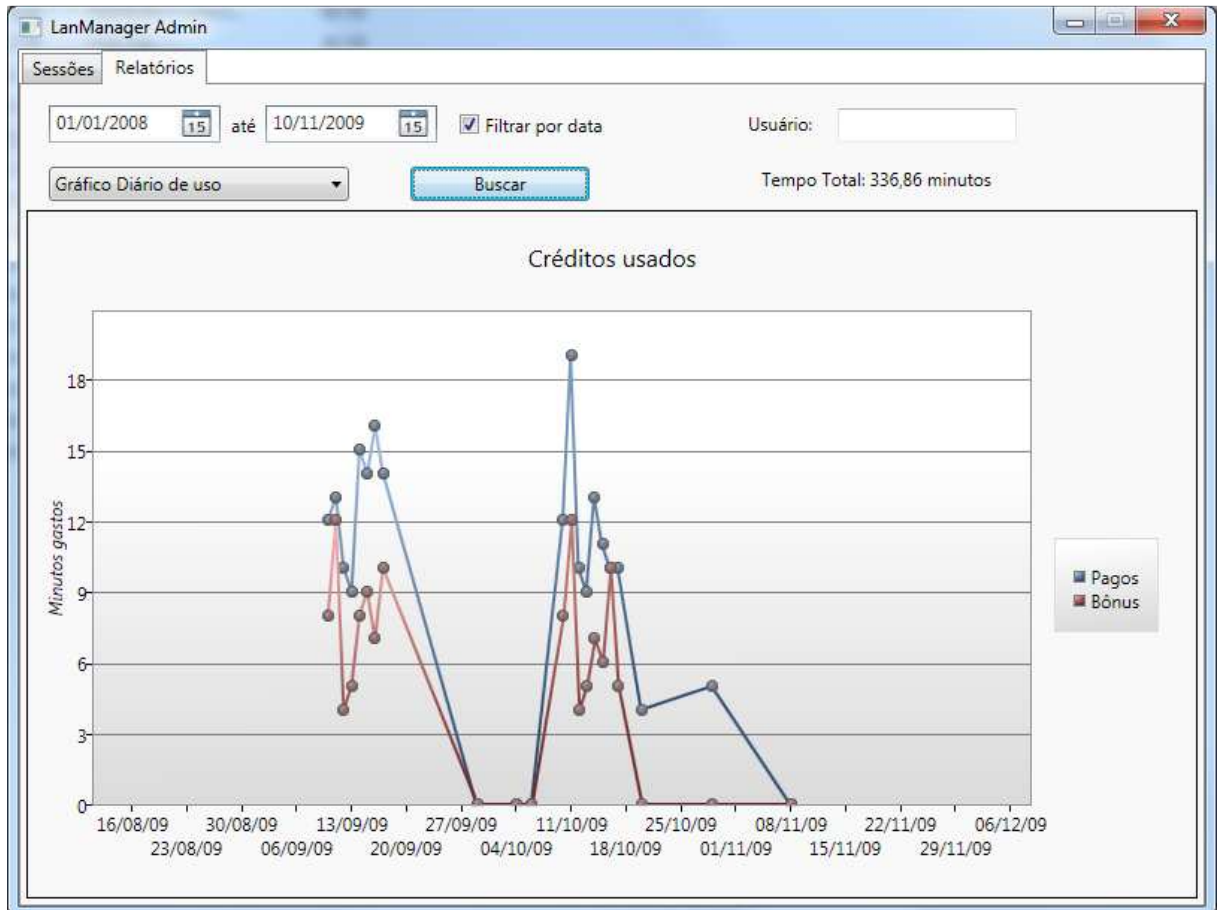 LanManager Admin
Sessões Relatórios
01/01/2008 15 até 10/11/2009 15 Filtrar por data Usuário:
Gráfico Diário de uso Buscar Tempo Total: 336,86 minutos
Créditos usados
Minutos gastos
18
15
12
9
6
3
0
Pagos
Bônus
16/08/09 30/08/09 13/09/09 27/09/09 11/10/09 25/10/09 08/11/09 22/11/09 06/12/09
23/08/09 06/09/09 20/09/09 04/10/09 18/10/09 01/11/09 15/11/09 29/11/09